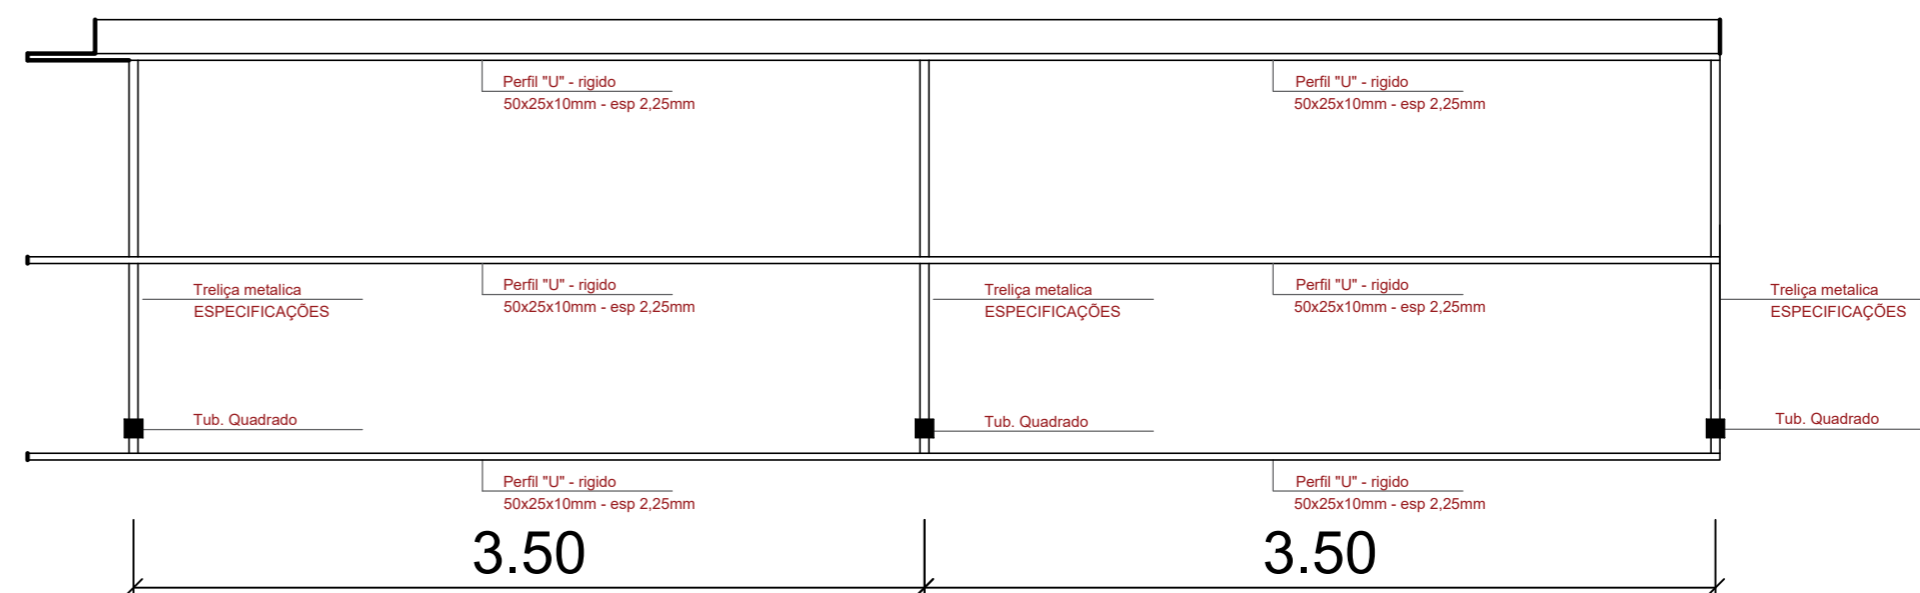 Perfil "U" - rigido
50x25x10mm - esp 2,25mm
Perfil "U" - rigido
50x25x10mm - esp 2,25mm
Treliça metalica
ESPECIFICAÇÕES
Perfil "U" - rigido
50x25x10mm - esp 2,25mm
Treliça metalica
ESPECIFICAÇÕES
Perfil "U" - rigido
50x25x10mm - esp 2,25mm
Treliça metalica
ESPECIFICAÇÕES
Tub. Quadrado
Tub. Quadrado
Tub. Quadrado
Perfil "U" - rigido
50x25x10mm - esp 2,25mm
Perfil "U" - rigido
50x25x10mm - esp 2,25mm
3.50
3.50